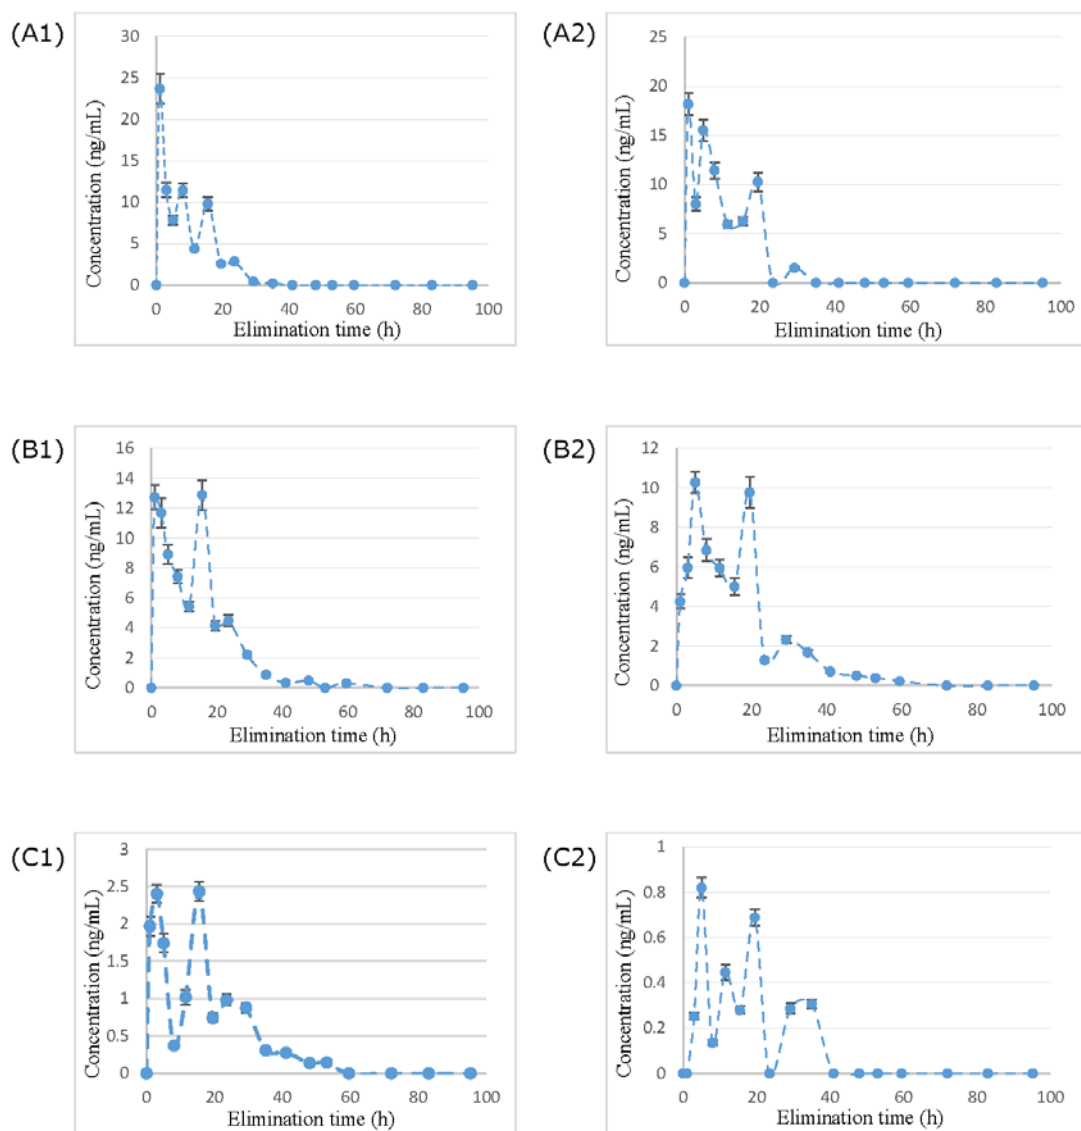 (A1)
30
25
20
15
10
5
0
Concentration (ng/mL)
0 20 40 60 80 100
Elimination time (h)
(A2)
25
20
15
10
5
0
Concentration (ng/mL)
0 20 40 60 80 100
Elimination time (h)
(B1)
16
14
12
10
8
6
4
2
0
Concentration (ng/mL)
0 20 40 60 80 100
Elimination time (h)
(B2)
12
10
8
6
4
2
0
Concentration (ng/mL)
0 20 40 60 80 100
Elimination time (h)
(C1)
3
2.5
2
1.5
1
0.5
0
Concentration (ng/mL)
0 20 40 60 80 100
Elimination time (h)
(C2)
1
0.8
0.6
0.4
0.2
0
Concentration (ng/mL)
0 20 40 60 80 100
Elimination time (h)